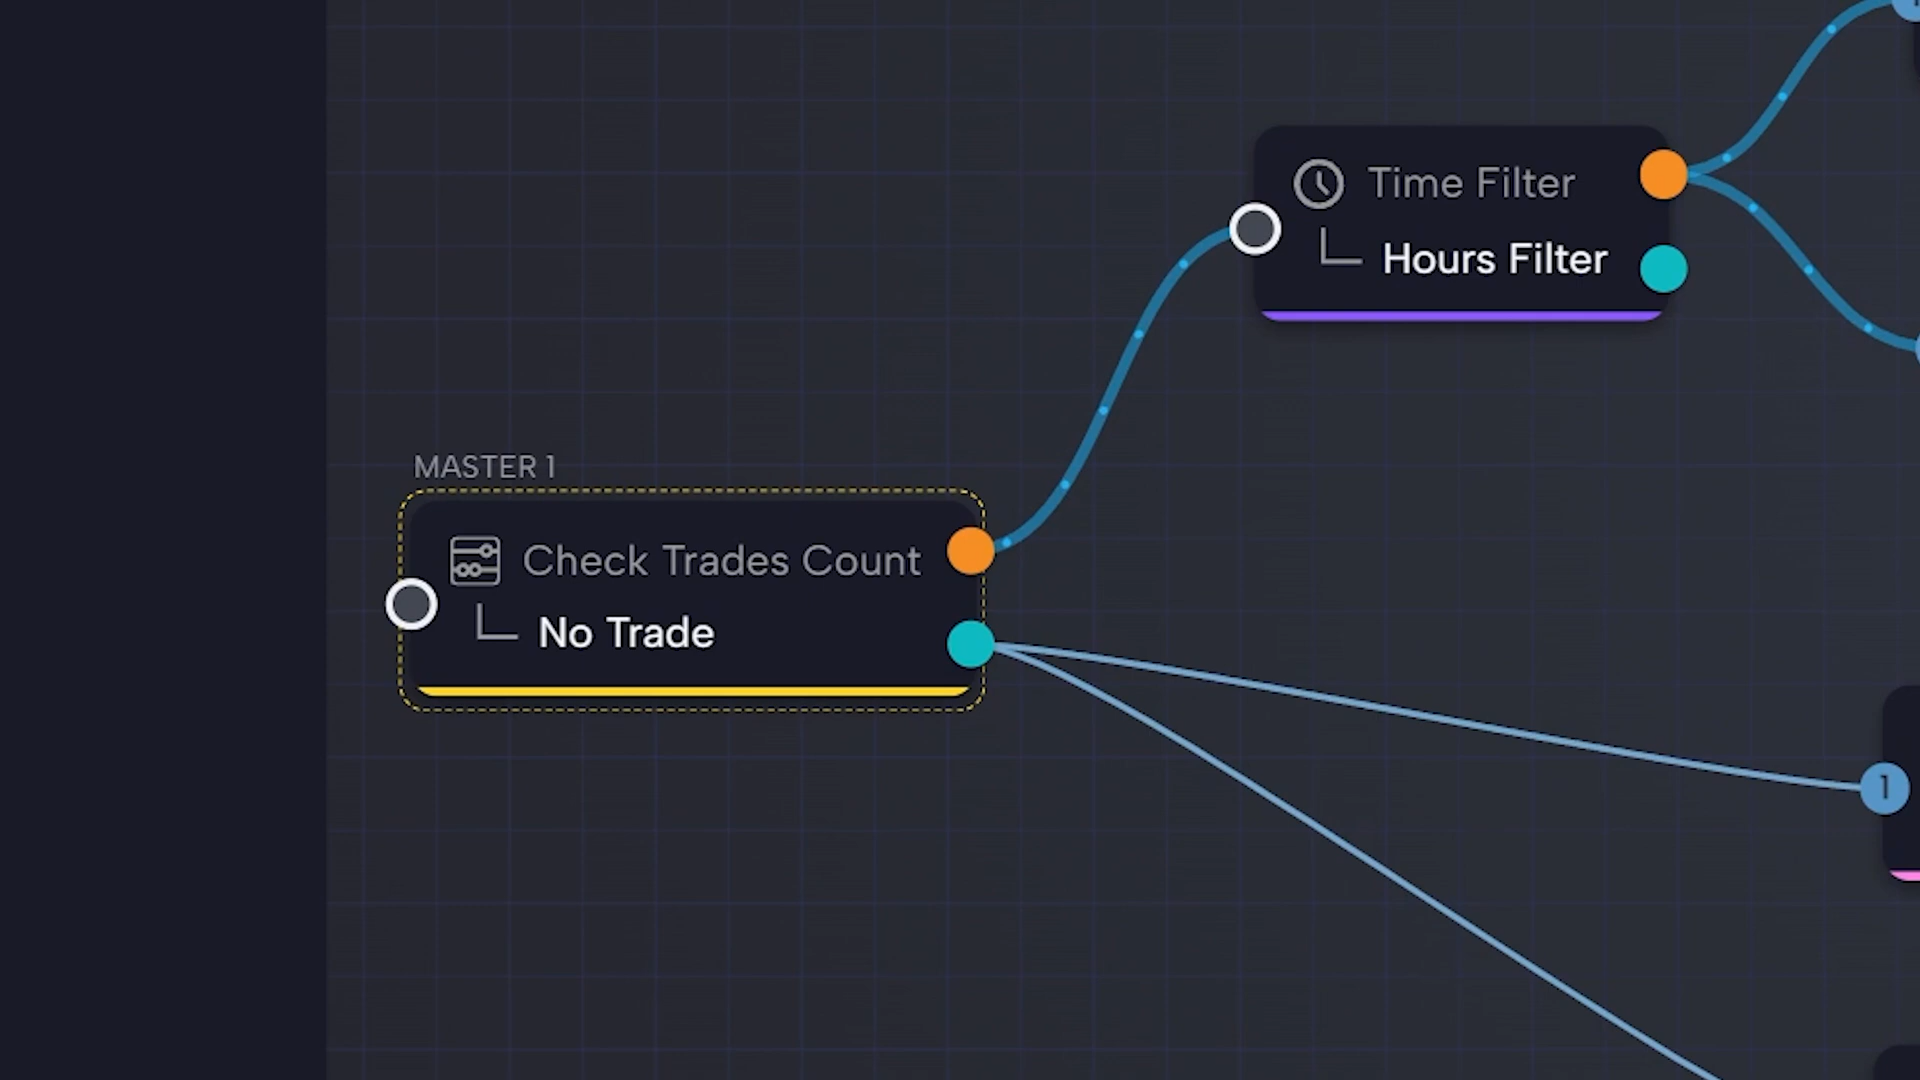 Time Filter
Hours Filter
MASTER 1
Check Trades Count
No Trade
1